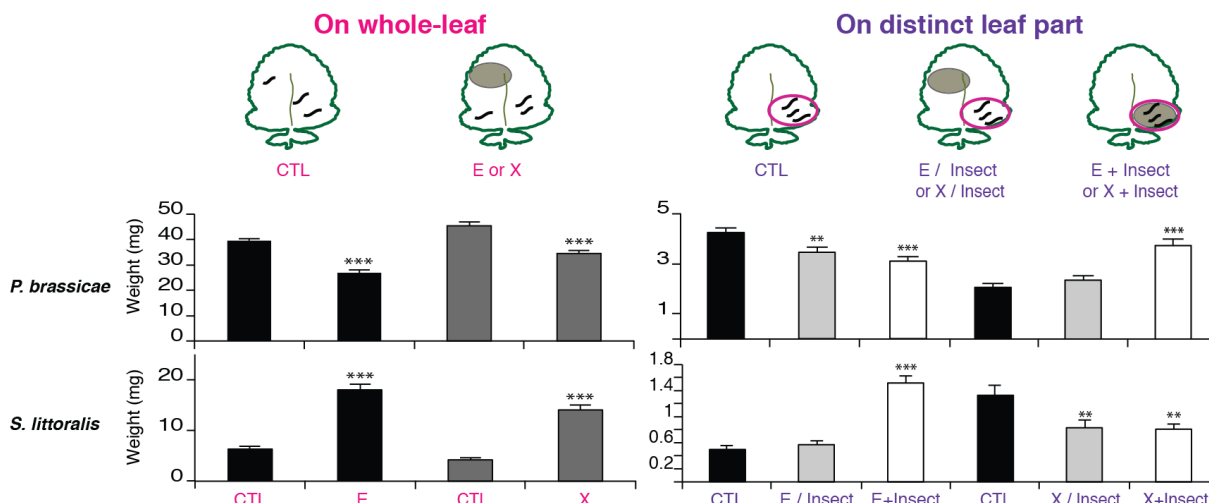 On whole-leaf
On distinct leaf part
CTL
E or X
CTL
E / Insect
or X / Insect
E + Insect
or X + Insect
P. brassicae
Weight (mg)
50
40
30
20
10
0
***
***
5
3
1
**
***
***
S. littoralis
Weight (mg)
20
10
0
***
***
1.8
1.4
1
0.6
0.2
***
**
**
CTL
E
CTL
X
CTL
E / Insect
E+Insect
CTL
X / Insect
X+Insect